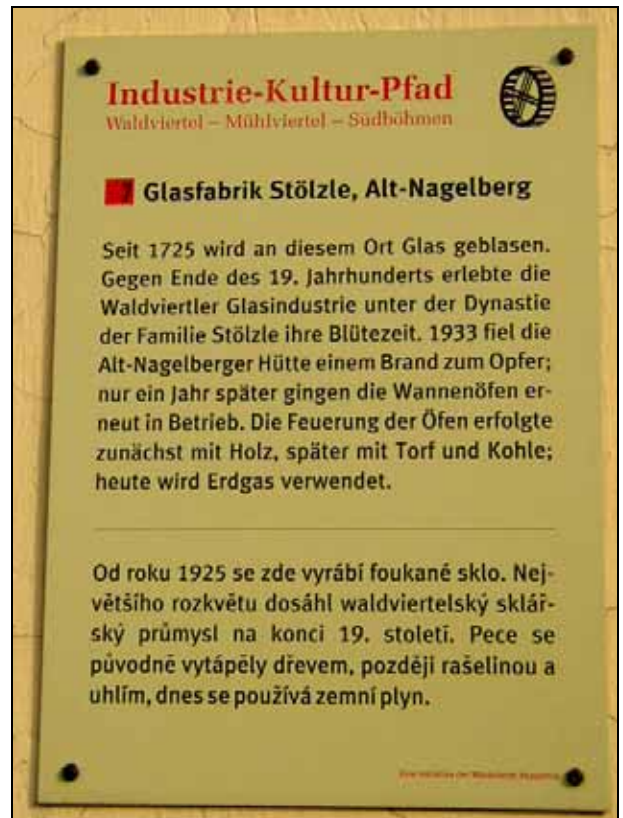 Industrie-Kultur-Pfad
Waldviertel – Mühlviertel – Südböhmen
7 Glasfabrik Stölzle, Alt-Nagelberg
Seit 1725 wird an diesem Ort Glas geblasen.
Gegen Ende des 19. Jahrhunderts erlebte die
Waldviertler Glasindustrie unter der Dynastie
der Familie Stölzle ihre Blütezeit. 1933 fiel die
Alt-Nagelberger Hütte einem Brand zum Opfer;
nur ein Jahr später gingen die Wannenöfen er-
neut in Betrieb. Die Feuerung der Öfen erfolgte
zunächst mit Holz, später mit Torf und Kohle;
heute wird Erdgas verwendet.
Od roku 1925 se zde vyrábí foukané sklo. Nej-
většího rozkvětu dosáhl waldviertelský sklář-
ský průmysl na konci 19. století. Pece se
původně vytápěly dřevem, později rašelinou a
uhlím, dnes se používá zemní plyn.
Eine Initiative der Waldviertel